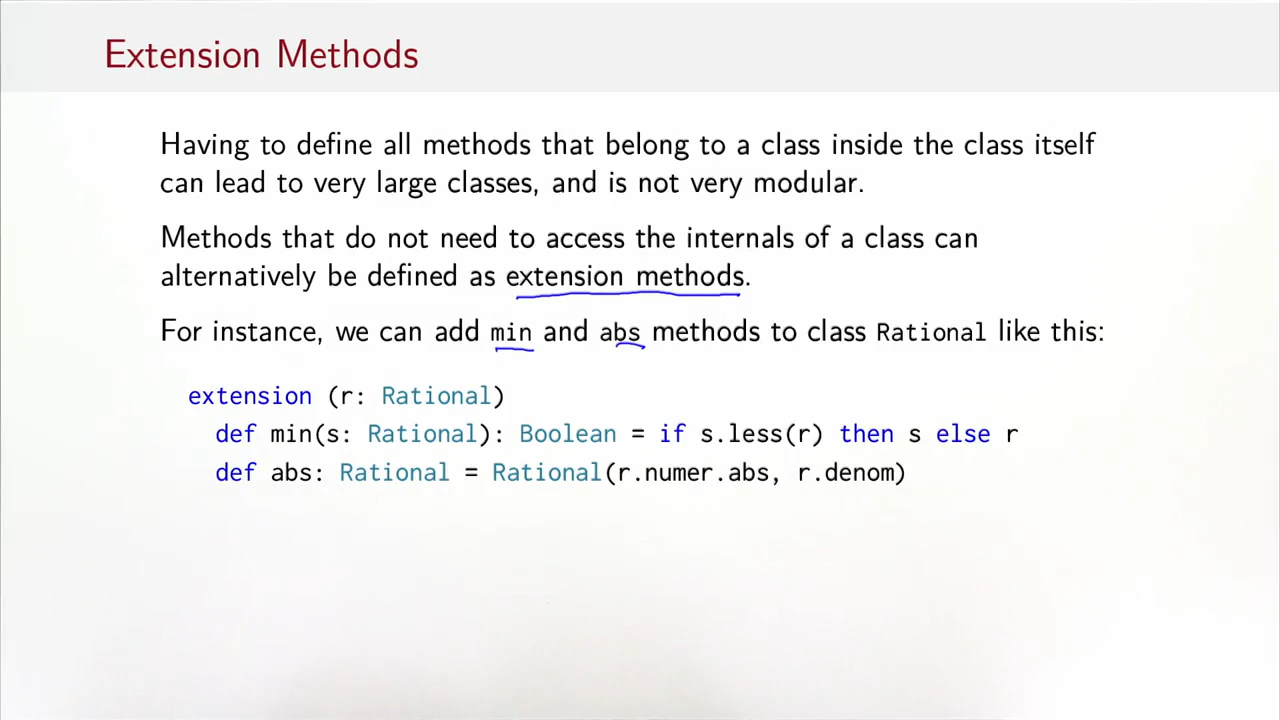 Extension Methods
Having to define all methods that belong to a class inside the class itself
can lead to very large classes, and is not very modular.
Methods that do not need to access the internals of a class can
alternatively be defined as extension methods.
For instance, we can add min and abs methods to class Rational like this:
extension (r: Rational)
  def min(s: Rational): Boolean = if s.less(r) then s else r
  def abs: Rational = Rational(r.numer.abs, r.denom)